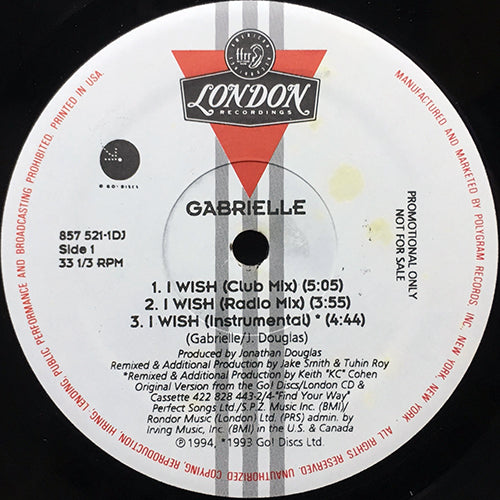 AMERICAN
ffrr
LONDON
RECORDINGS
GO! DISCS
GABRIELLE
857 521-1DJ
Side 1
33 1/3 RPM
PROMOTIONAL ONLY
NOT FOR SALE
1. I WISH (Club Mix) (5:05)
2. I WISH (Radio Mix) (3:55)
3. I WISH (Instrumental) * (4:44)
(Gabrielle/J. Douglas)
Produced by Jonathan Douglas
Remixed & Additional Production by Jake Smith & Tuhin Roy
*Remixed & Additional Production by Keith "KC" Cohen
Original Version from the Go! Discs/London CD &
Cassette 422 828 443-2/4-"Find Your Way"
Perfect Songs Ltd./S.P.Z. Music Inc. (BMI)/
Rondor Music (London) Ltd. (PRS) admin. by
Irving Music, Inc. (BMI) in the U.S. & Canada
℗ 1994, *1993 Go! Discs Ltd.
MANUFACTURED AND MARKETED BY POLYGRAM RECORDS, INC. NEW YORK, NEW YORK. · ALL RIGHTS RESERVED. UNAUTHORIZED COPYING, REPRODUCTION, HIRING, LENDING, PUBLIC PERFORMANCE AND BROADCASTING PROHIBITED. PRINTED IN USA.